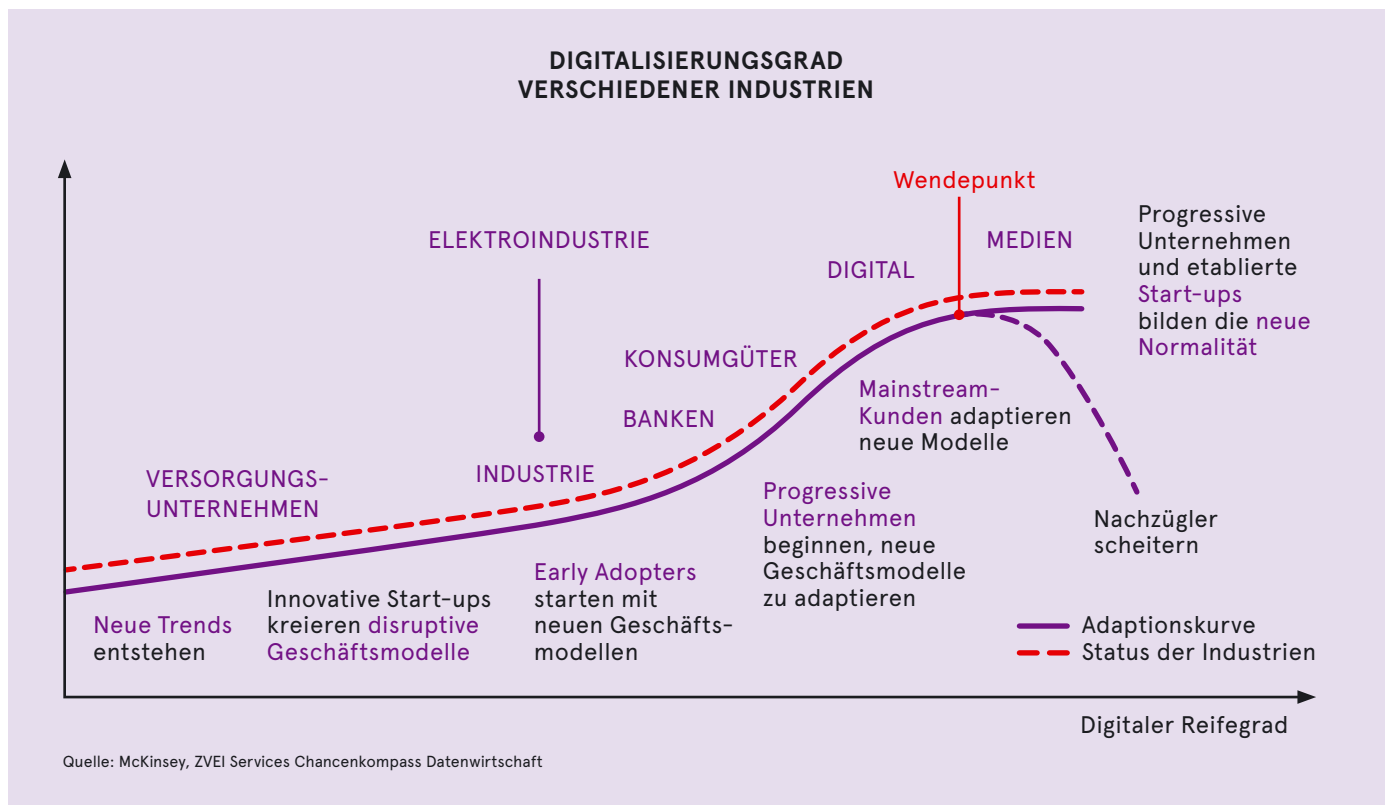 DIGITALISIERUNGSGRAD
VERSCHIEDENER INDUSTRIEN
Wendepunkt
ELEKTROINDUSTRIE
MEDIEN
DIGITAL
Progressive
Unternehmen
und etablierte
Start-ups
bilden die neue
Normalität
KONSUMGÜTER
BANKEN
INDUSTRIE
VERSORGUNGS-
UNTERNEHMEN
Mainstream-
Kunden adaptieren
neue Modelle
Progressive
Unternehmen
beginnen, neue
Geschäftsmodelle
zu adaptieren
Nachzügler
scheitern
Neue Trends
entstehen
Innovative Start-ups
kreieren disruptive
Geschäftsmodelle
Early Adopters
starten mit
neuen Geschäfts-
modellen
Adaptionskurve
Status der Industrien
Digitaler Reifegrad
Quelle: McKinsey, ZVEI Services Chancenkompass Datenwirtschaft